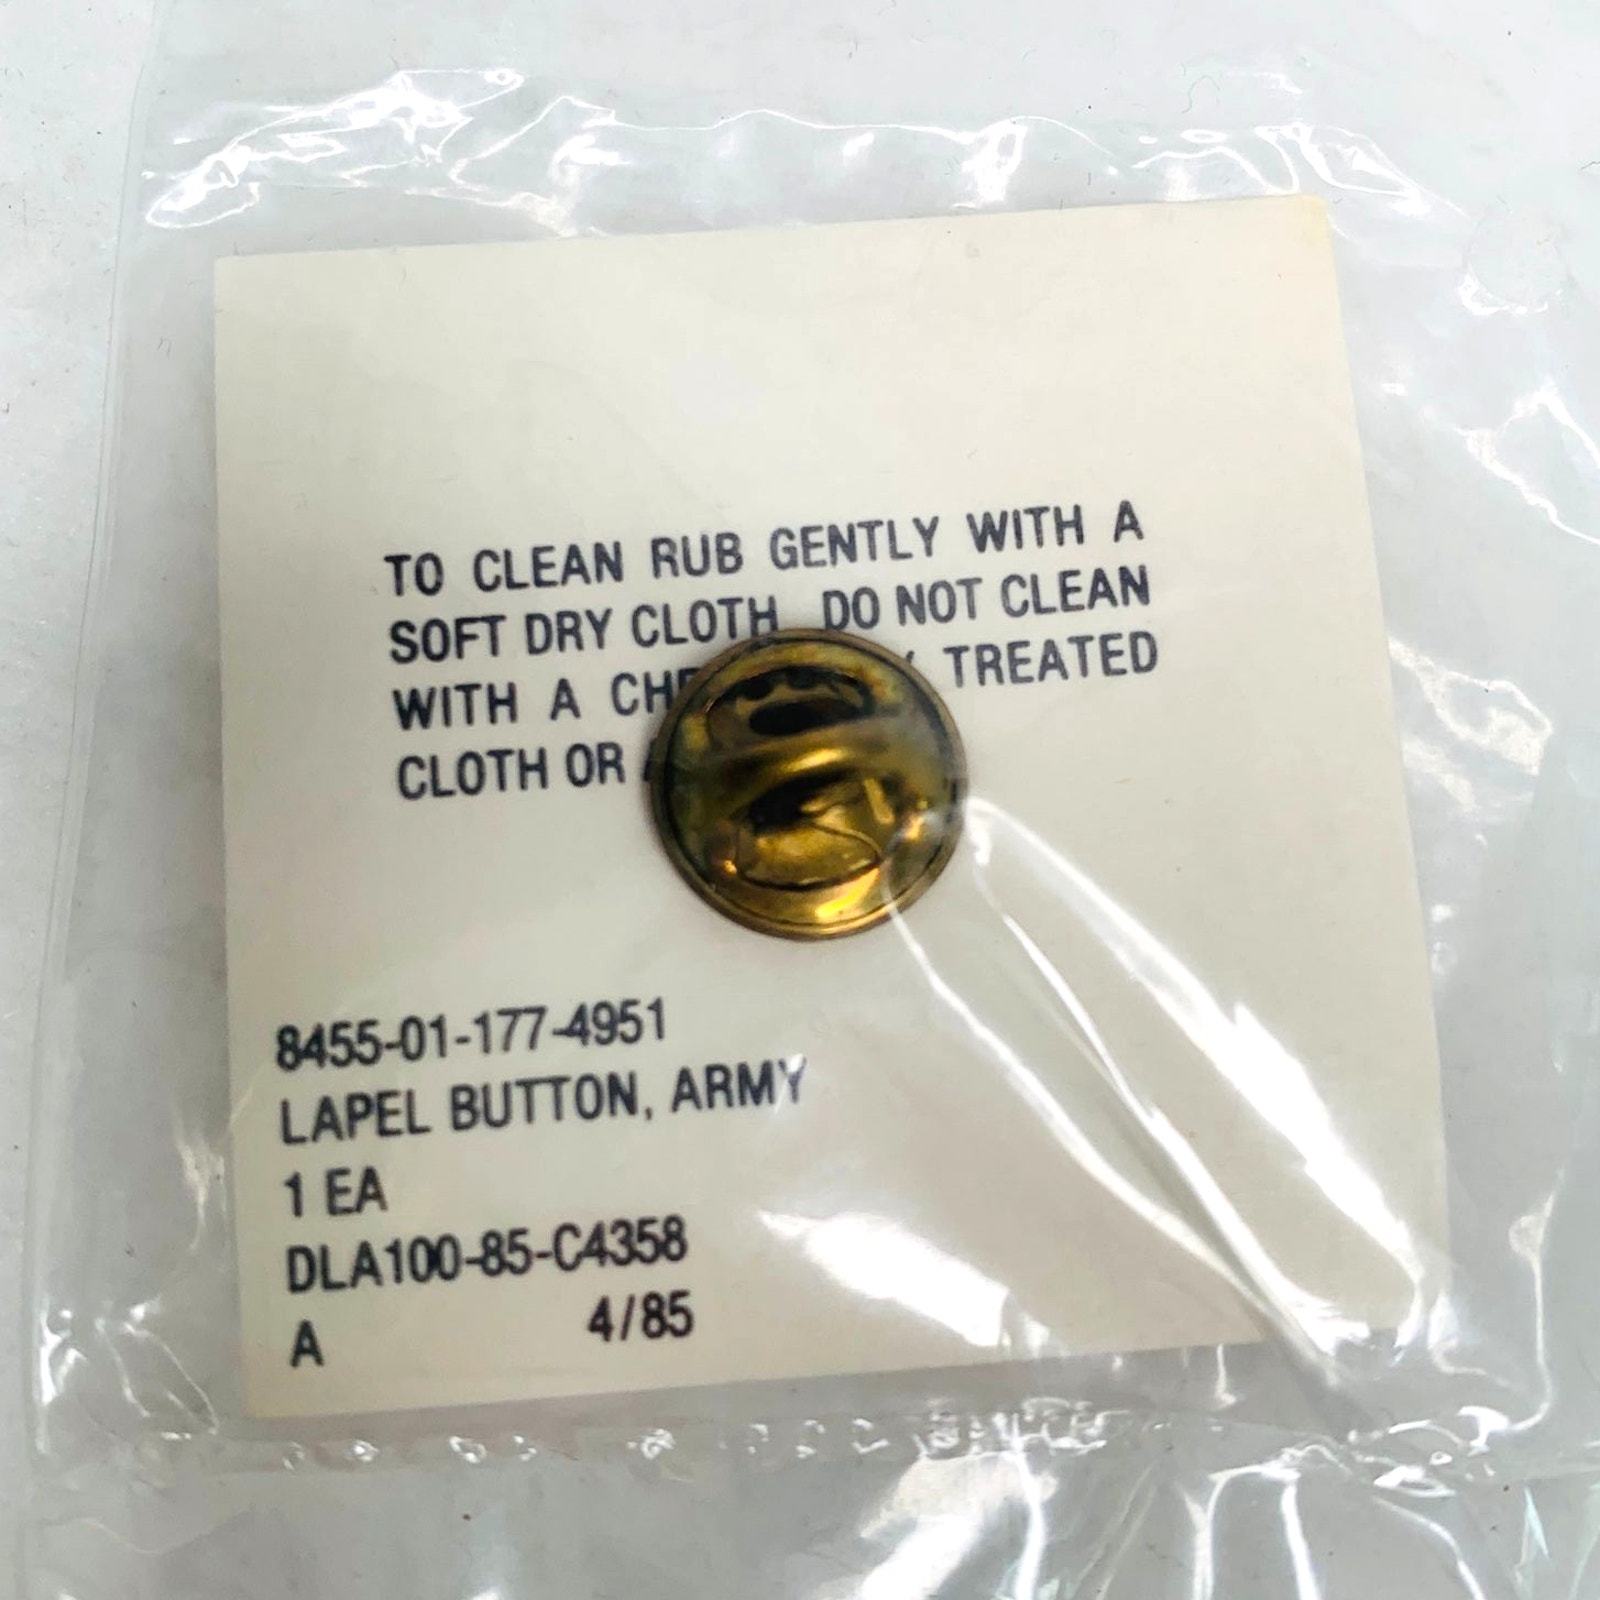 TO CLEAN RUB GENTLY WITH A
SOFT DRY CLOTH DO NOT CLEAN
WITH A TREATED
CLOTH OR
8455-01-177-4951
LAPEL BUTTON, ARMY
1 EA
DLA100-85-C4358
A 4/85